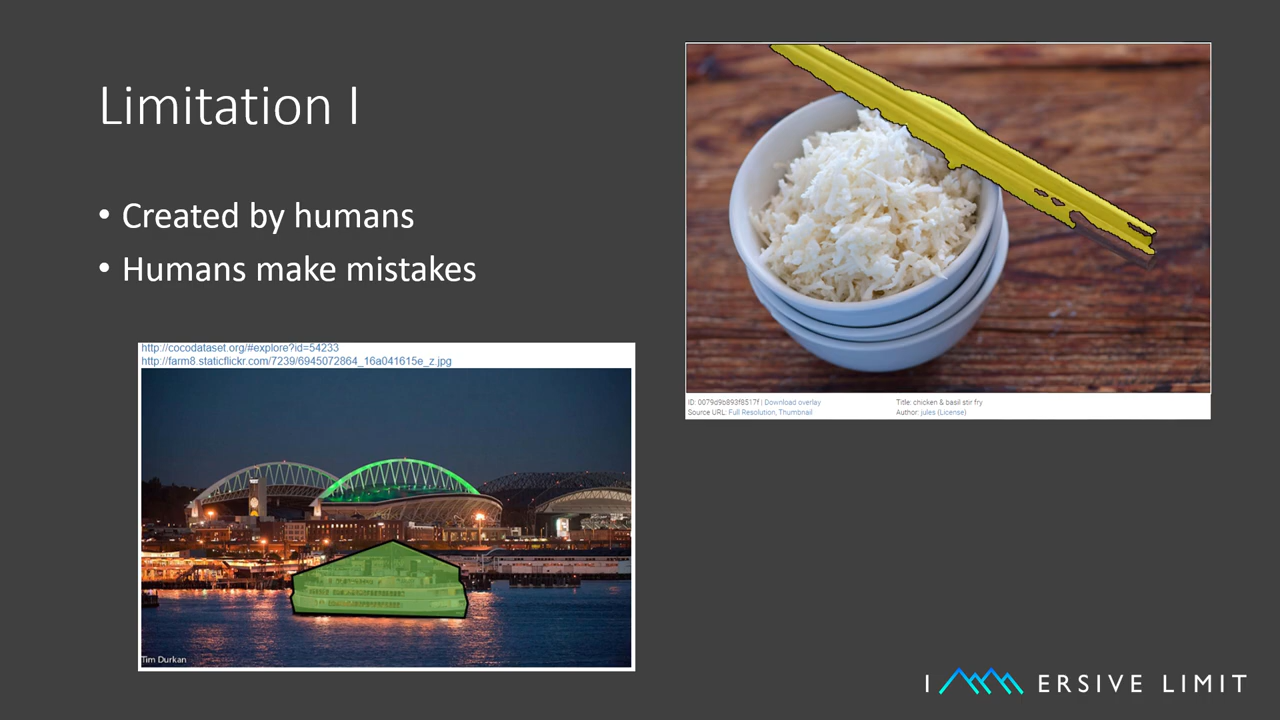 Limitation I
• Created by humans
• Humans make mistakes
http://cocodataset.org/#explore?id=54233
http://farm8.staticflickr.com/7239/6945072864_16a041615e_z.jpg
Tim Durkan
ID: 0079d9b893f8517f | Download overlay
Source URL: Full Resolution, Thumbnail
Title: chicken & basil stir fry
Author: jules (License)
I ERSIVE LIMIT